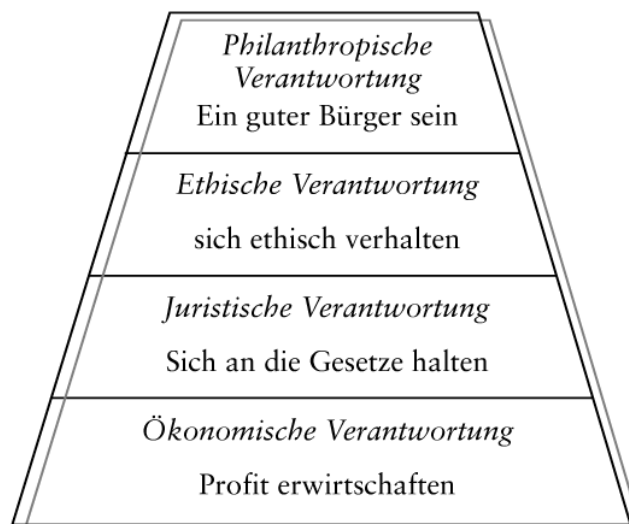 Philanthropische
Verantwortung
Ein guter Bürger sein
Ethische Verantwortung
sich ethisch verhalten
Juristische Verantwortung
Sich an die Gesetze halten
Ökonomische Verantwortung
Profit erwirtschaften